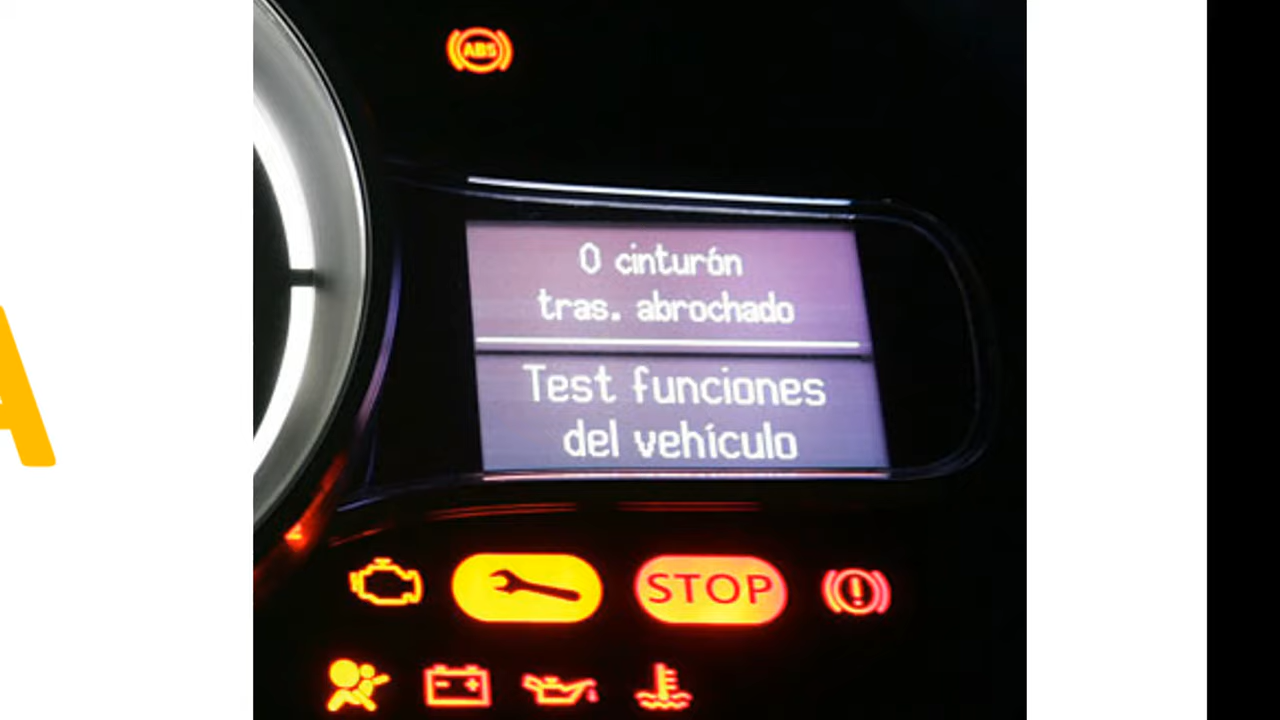 A
ABS
0 cinturón
tras. abrochado
Test funciones
del vehículo
STOP